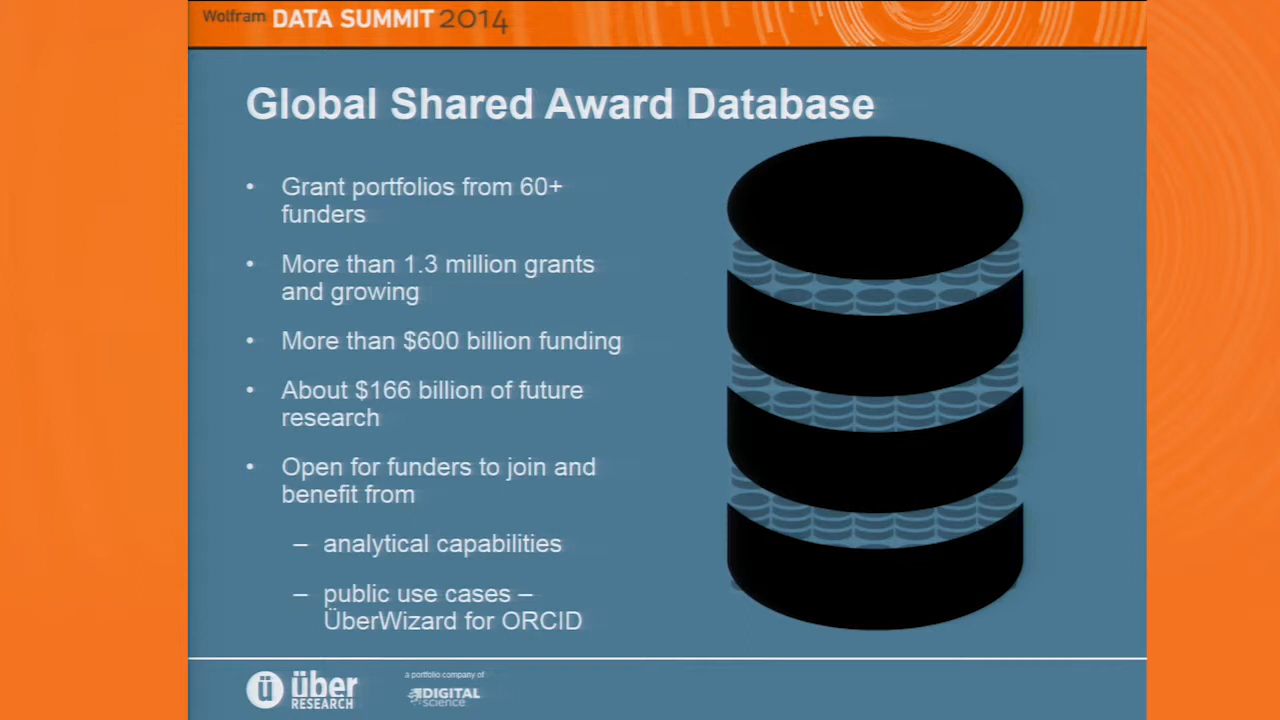 Wolfram DATA SUMMIT 2014
Global Shared Award Database
• Grant portfolios from 60+
funders
• More than 1.3 million grants
and growing
• More than $600 billion funding
• About $166 billion of future
research
• Open for funders to join and
benefit from
– analytical capabilities
– public use cases –
ÜberWizard for ORCID
ü über
RESEARCH
a portfolio company of
DIGITAL
science